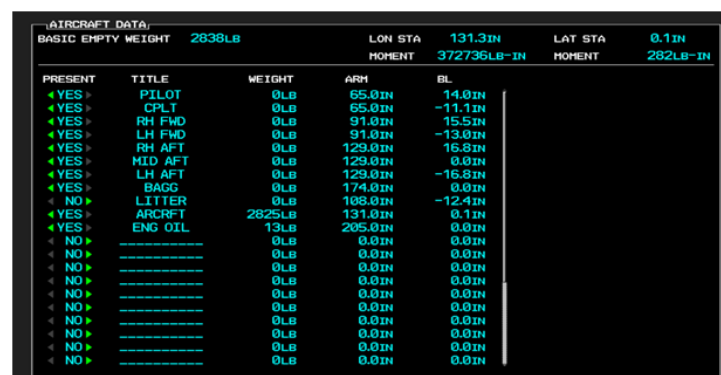 AIRCRAFT DATA
BASIC EMPTY WEIGHT 2838LB LON STA 131.3IN LAT STA 0.1IN
MOMENT 372736LB-IN MOMENT 282LB-IN
PRESENT TITLE WEIGHT ARM BL
YES PILOT 0LB 65.0IN 14.0IN
YES CPLT 0LB 65.0IN -11.1IN
YES RH FWD 0LB 91.0IN 15.5IN
YES LH FWD 0LB 91.0IN -13.0IN
YES RH AFT 0LB 129.0IN 16.8IN
YES MID AFT 0LB 129.0IN 0.0IN
YES LH AFT 0LB 129.0IN -16.8IN
YES BAGG 0LB 174.0IN 0.0IN
NO LITTER 0LB 108.0IN -12.4IN
YES ARCRFT 2825LB 131.0IN 0.1IN
YES ENG OIL 13LB 205.0IN 0.0IN
NO __________ 0LB 0.0IN 0.0IN
NO __________ 0LB 0.0IN 0.0IN
NO __________ 0LB 0.0IN 0.0IN
NO __________ 0LB 0.0IN 0.0IN
NO __________ 0LB 0.0IN 0.0IN
NO __________ 0LB 0.0IN 0.0IN
NO __________ 0LB 0.0IN 0.0IN
NO __________ 0LB 0.0IN 0.0IN
NO __________ 0LB 0.0IN 0.0IN
NO __________ 0LB 0.0IN 0.0IN